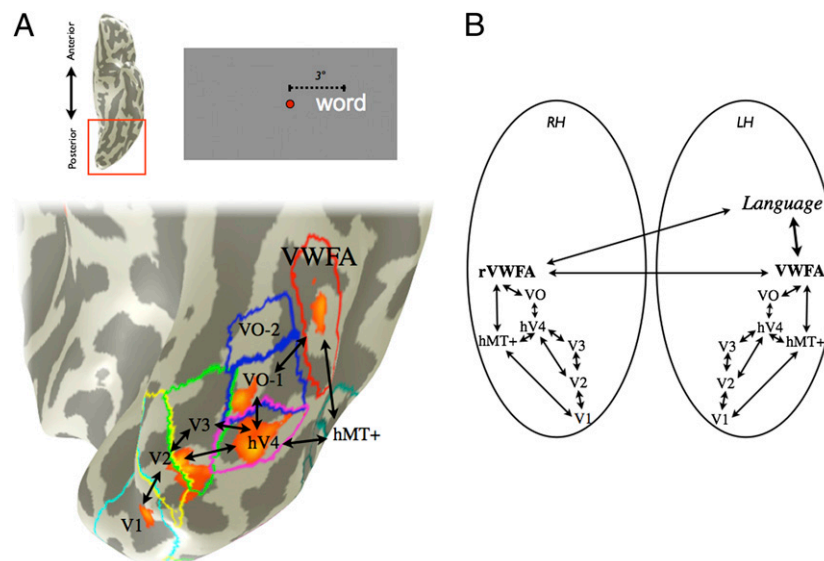 A
Anterior
Posterior
3°
word
VWFA
VO-2
VO-1
V3
hV4
hMT+
V2
V1
B
RH
LH
Language
rVWFA
VWFA
VO
VO
hV4
hV4
hMT+
V3
V3
hMT+
V2
V2
V1
V1